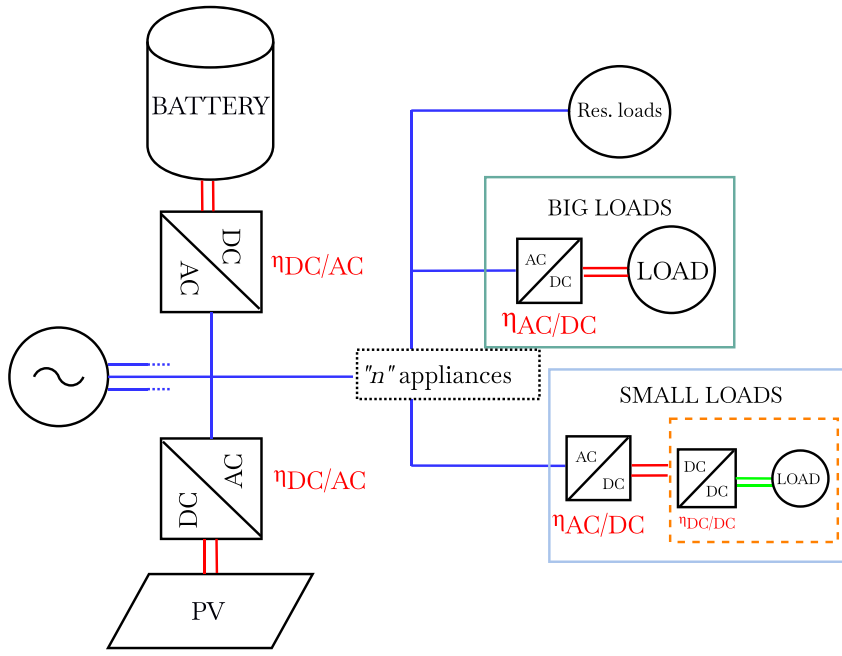 BATTERY
DC
AC
ηDC/AC
Res. loads
BIG LOADS
AC
DC
LOAD
ηAC/DC
"n" appliances
SMALL LOADS
AC
DC
ηAC/DC
DC
DC
LOAD
ηDC/DC
AC
DC
ηDC/AC
PV